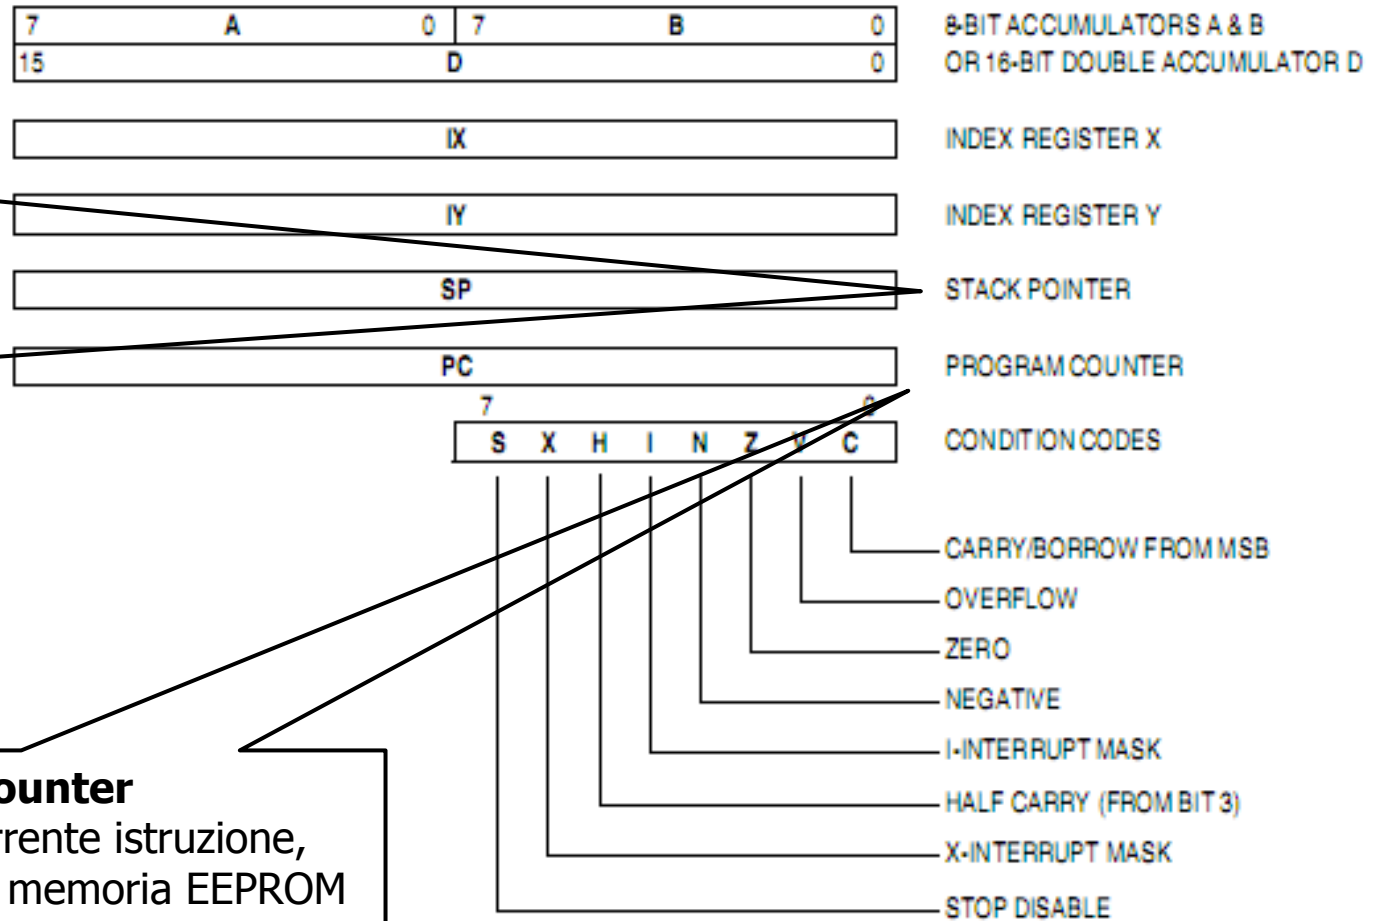 7 A 0 7 B 0 8-BIT ACCUMULATORS A & B
15 D 0 OR 16-BIT DOUBLE ACCUMULATOR D
IX INDEX REGISTER X
IY INDEX REGISTER Y
SP STACK POINTER
PC PROGRAM COUNTER
7 0
S X H I N Z V C CONDITION CODES
CARRY/BORROW FROM MSB
OVERFLOW
ZERO
NEGATIVE
I-INTERRUPT MASK
HALF CARRY (FROM BIT 3)
X-INTERRUPT MASK
STOP DISABLE
ounter
rrente istruzione,
memoria EEPROM